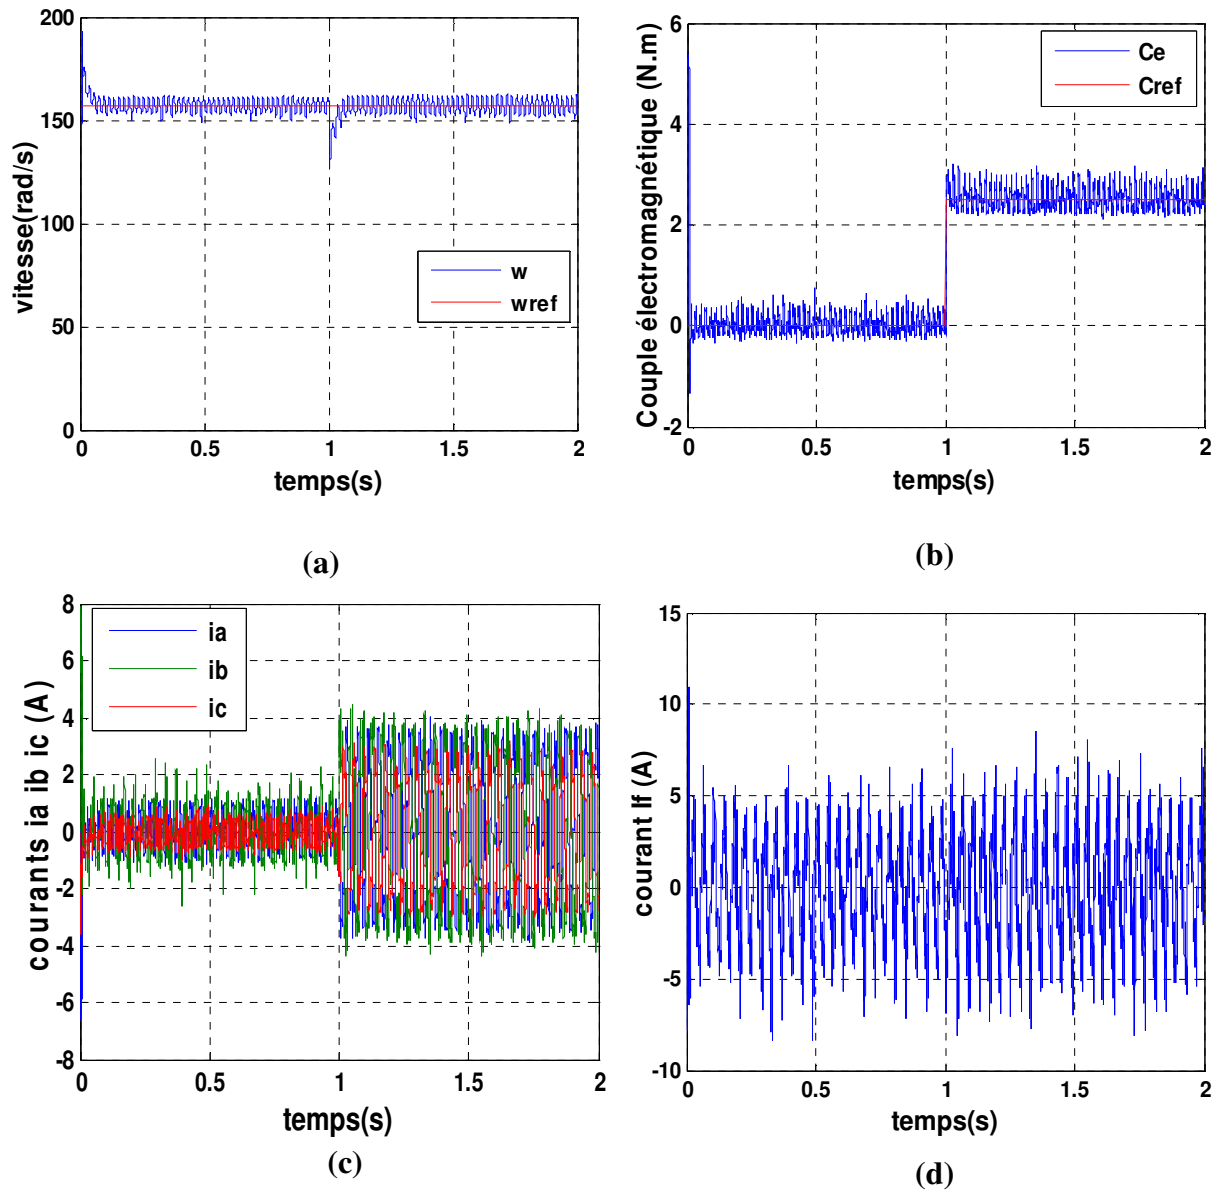 200
150
100
50
0
0
0.5
1
1.5
2
vitesse(rad/s)
temps(s)
w
wref
(a)
6
4
2
0
-2
0
0.5
1
1.5
2
Couple électromagnétique (N.m)
temps(s)
Ce
Cref
(b)
8
6
4
2
0
-2
-4
-6
-8
0
0.5
1
1.5
2
courants ia ib ic (A)
temps(s)
ia
ib
ic
(c)
15
10
5
0
-5
-10
0
0.5
1
1.5
2
courant If (A)
temps(s)
(d)